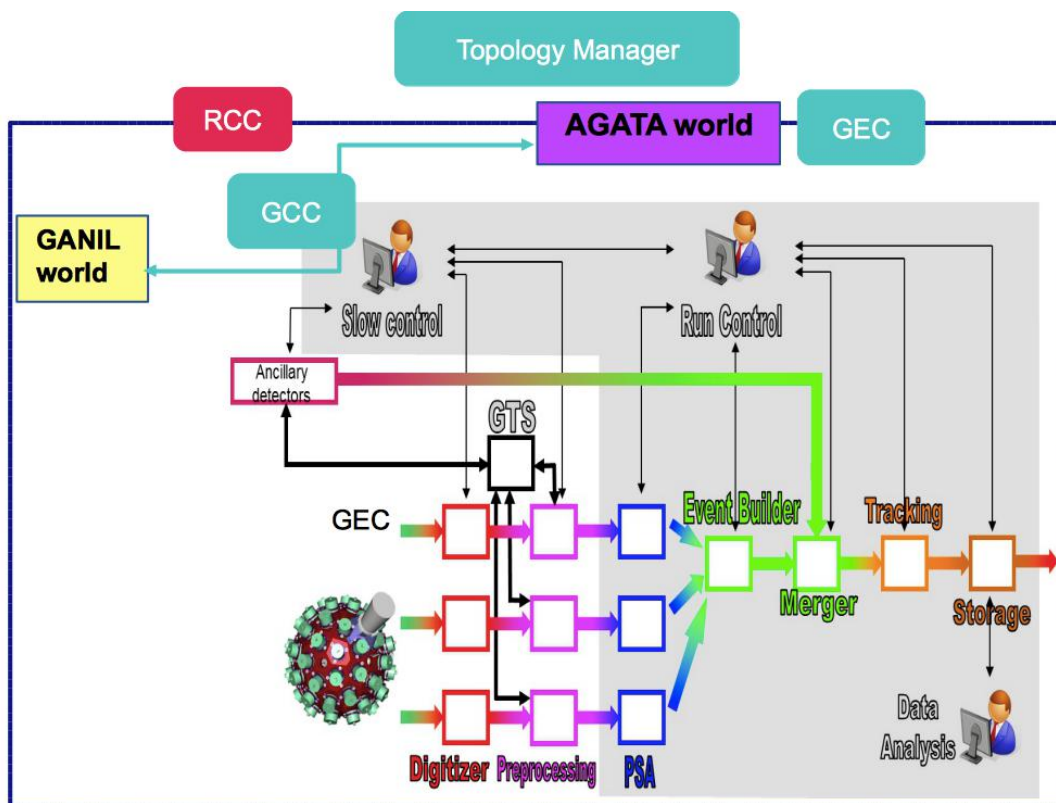 Topology Manager
RCC
AGATA world
GEC
GCC
GANIL
world
Slow control
Run Control
Ancillary
detectors
GTS
GEC
Event Builder
Tracking
Merger
Storage
Data
Analysis
Digitizer
Preprocessing
PSA